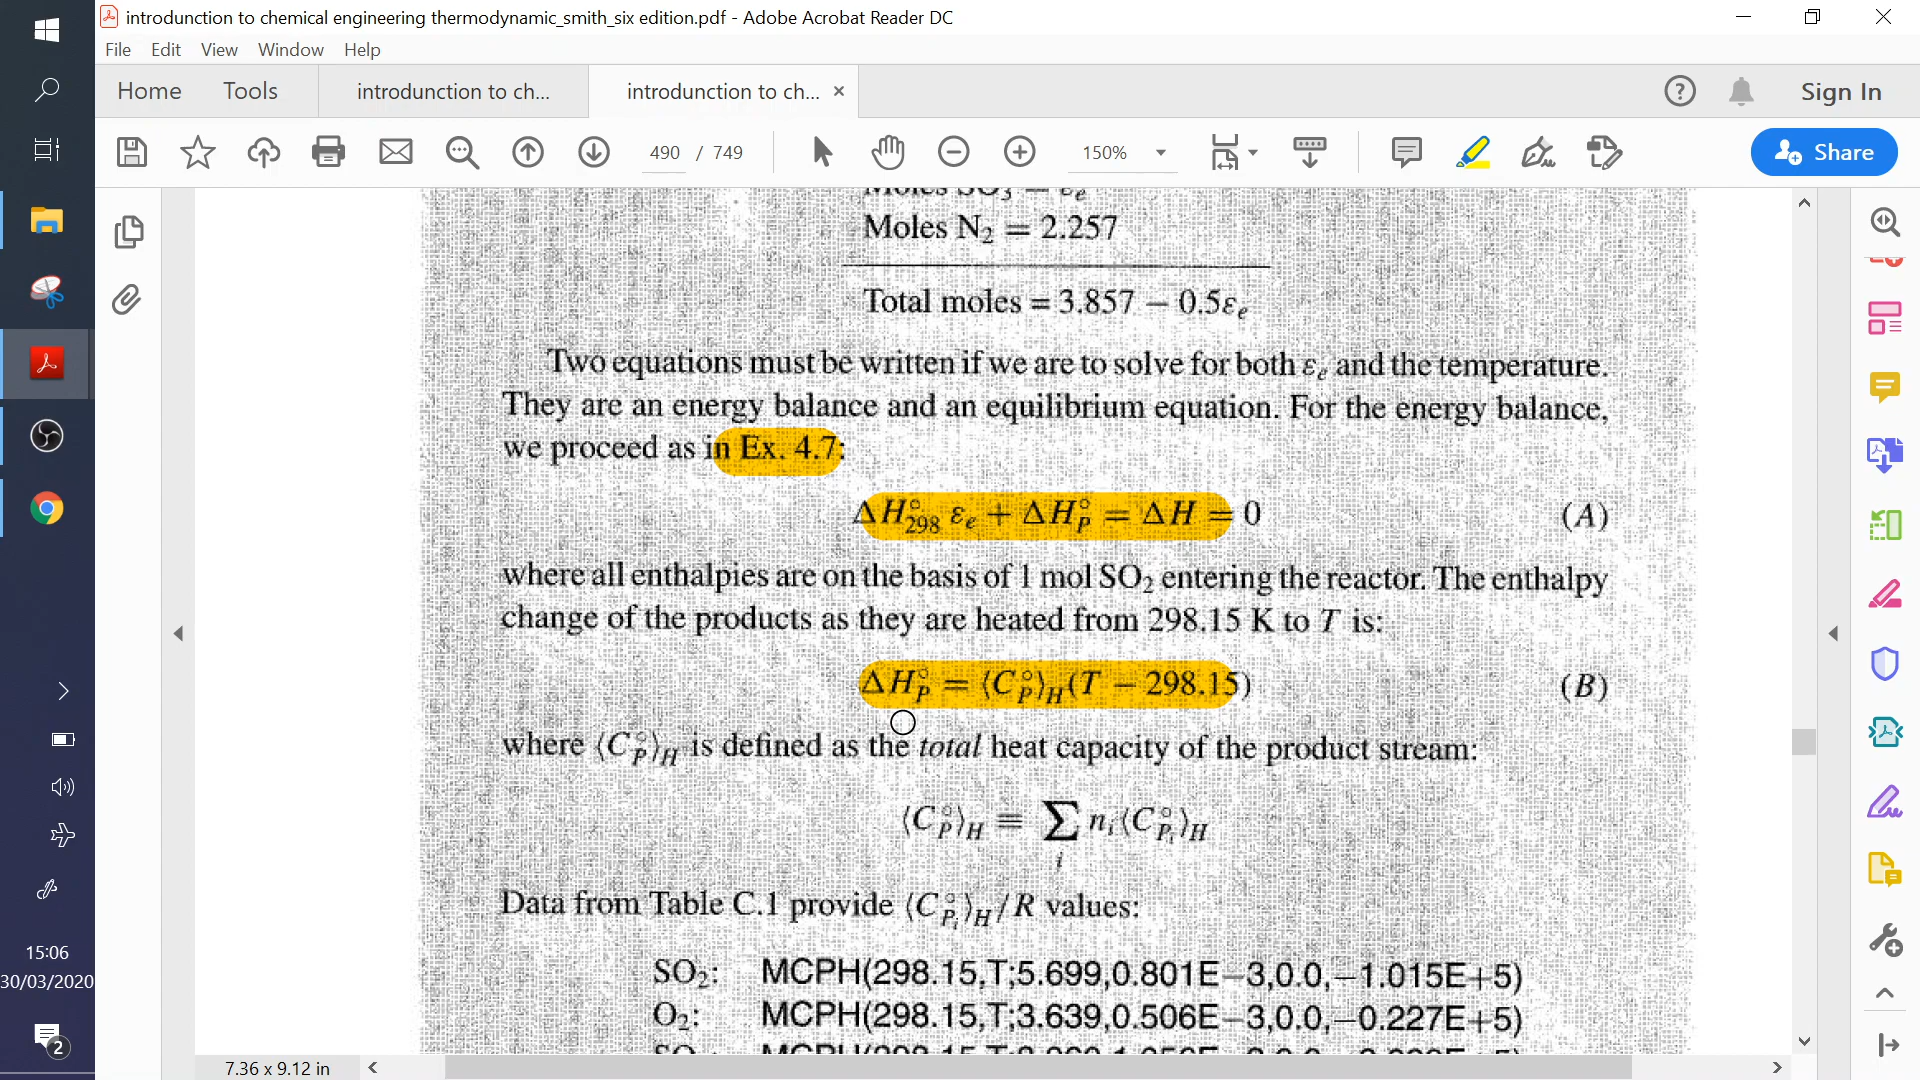 introdunction to chemical engineering thermodynamic_smith_six edition.pdf - Adobe Acrobat Reader DC
File Edit View Window Help
Home Tools introdunction to ch... introdunction to ch... × Sign In
490 / 749 150% Share
Moles N₂ = 2.257
Total moles = 3.857 − 0.5εₑ
Two equations must be written if we are to solve for both εₑ and the temperature.
They are an energy balance and an equilibrium equation. For the energy balance,
we proceed as in Ex. 4.7:
ΔH°₂₉₈ εₑ + ΔH°_P = ΔH = 0 (A)
where all enthalpies are on the basis of 1 mol SO₂ entering the reactor. The enthalpy
change of the products as they are heated from 298.15 K to T is:
ΔH°_P = ⟨C°_P⟩_H(T − 298.15) (B)
where ⟨C°_P⟩_H is defined as the total heat capacity of the product stream:
⟨C°_P⟩_H ≡ ∑_i n_i⟨C°_P_i⟩_H
Data from Table C.1 provide ⟨C°_P_i⟩_H/R values:
SO₂: MCPH(298.15,T;5.699,0.801E−3,0.0,−1.015E+5)
O₂: MCPH(298.15,T;3.639,0.506E−3,0.0,−0.227E+5)
7.36 x 9.12 in
15:06
30/03/2020
2